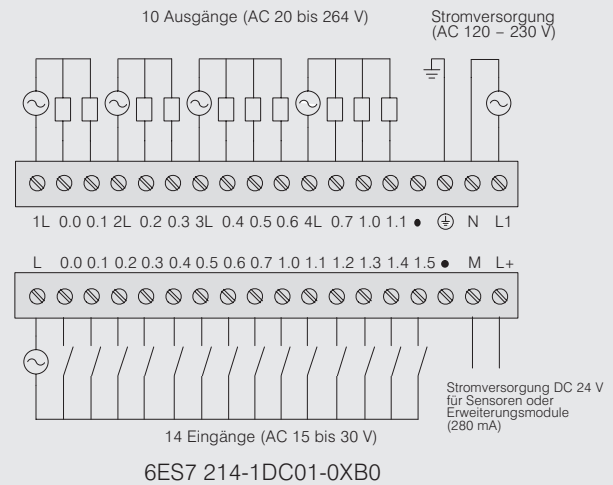 10 Ausgänge (AC 20 bis 264 V)
Stromversorgung
(AC 120 – 230 V)
1L 0.0 0.1 2L 0.2 0.3 3L 0.4 0.5 0.6 4L 0.7 1.0 1.1 • N L1
L 0.0 0.1 0.2 0.3 0.4 0.5 0.6 0.7 1.0 1.1 1.2 1.3 1.4 1.5 • M L+
Stromversorgung DC 24 V
für Sensoren oder
Erweiterungsmodule
(280 mA)
14 Eingänge (AC 15 bis 30 V)
6ES7 214-1DC01-0XB0